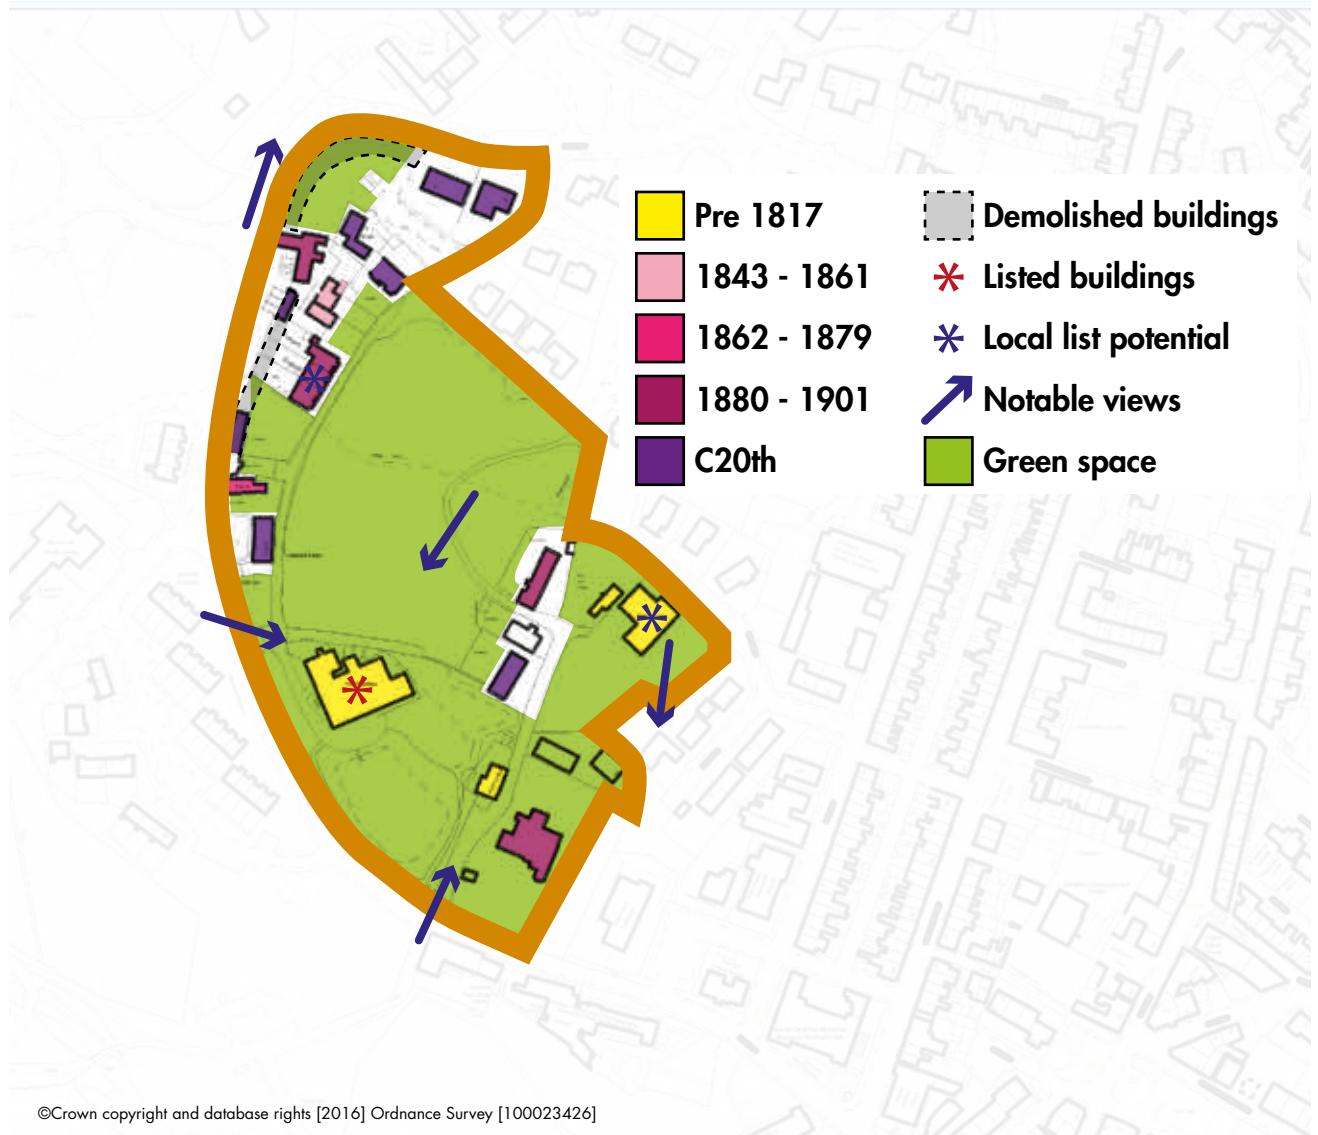 Pre 1817
1843 - 1861
1862 - 1879
1880 - 1901
C20th
Demolished buildings
Listed buildings
Local list potential
Notable views
Green space
©Crown copyright and database rights [2016] Ordnance Survey [100023426]